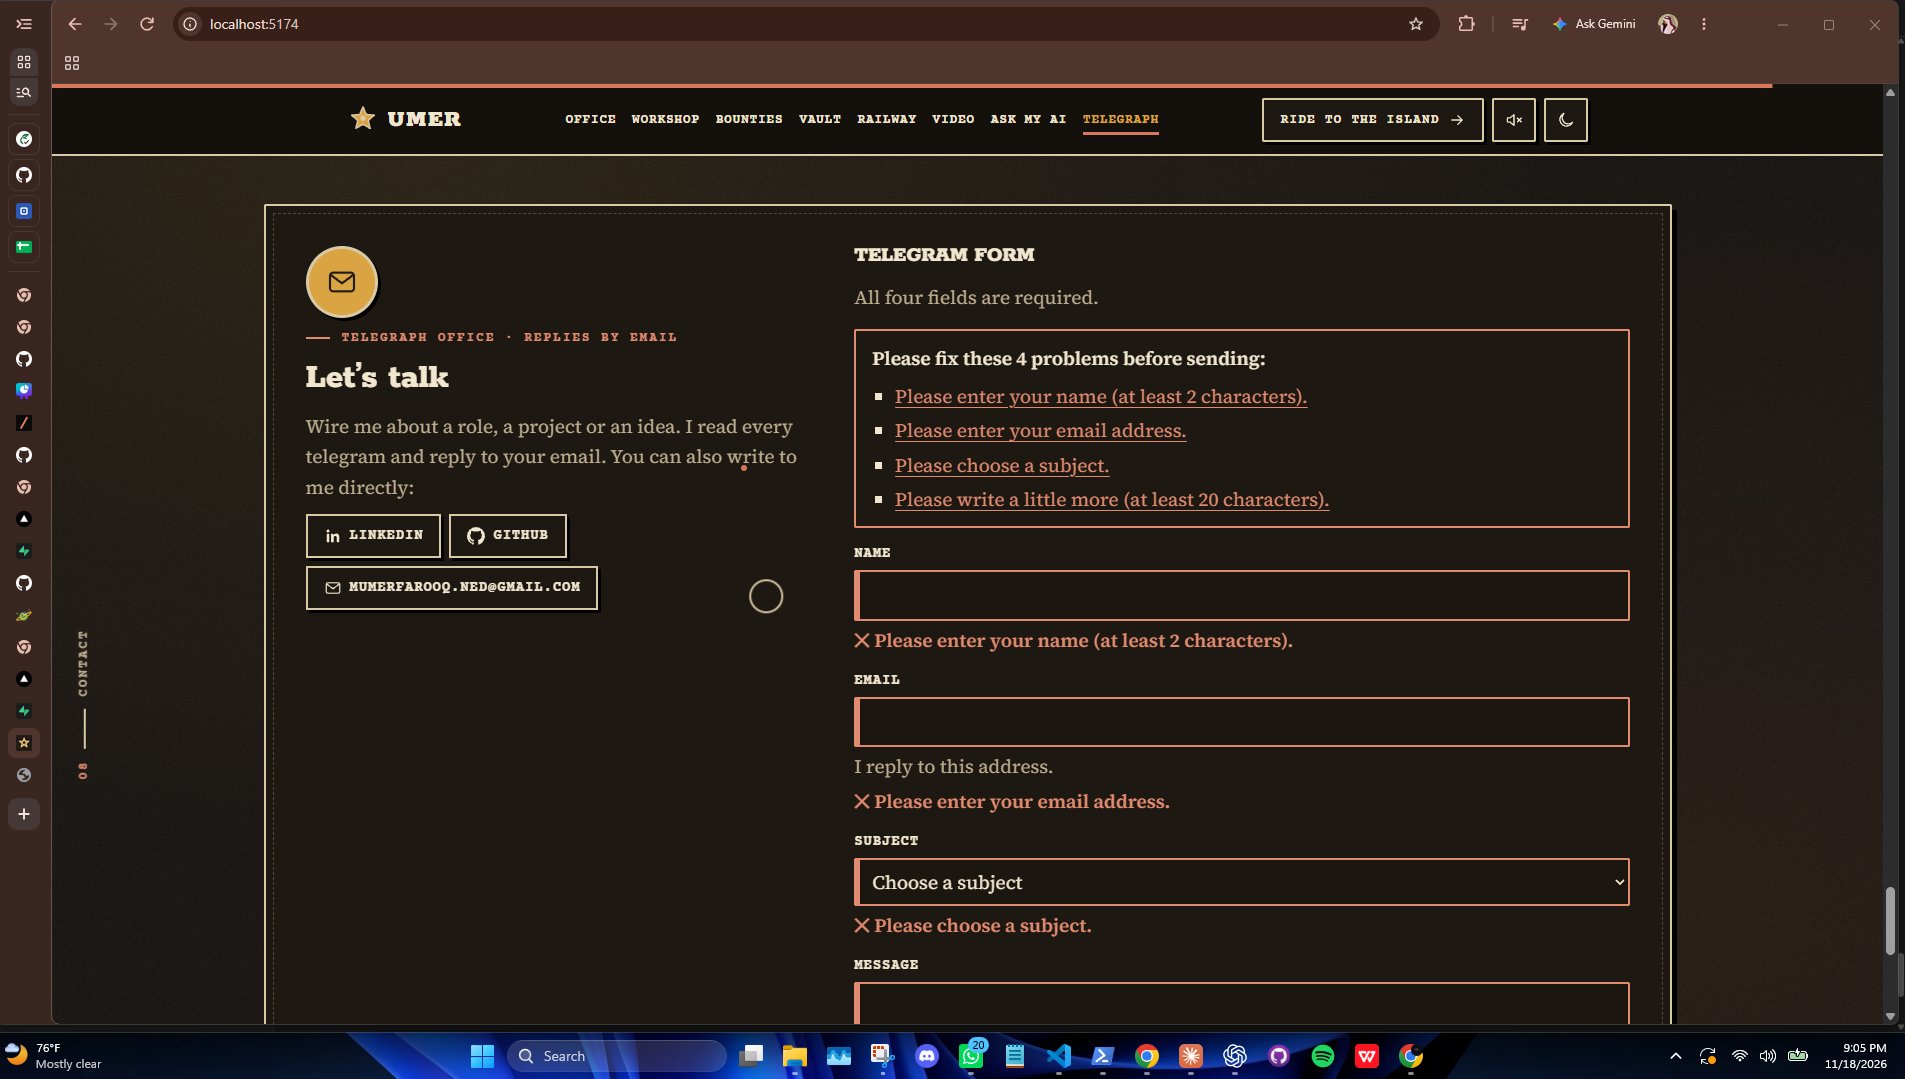 localhost:5174
Ask Gemini
UMER
OFFICE WORKSHOP BOUNTIES VAULT RAILWAY VIDEO ASK MY AI TELEGRAPH
RIDE TO THE ISLAND →
TELEGRAPH OFFICE · REPLIES BY EMAIL
Let's talk
Wire me about a role, a project or an idea. I read every
telegram and reply to your email. You can also write to
me directly:
LINKEDIN
GITHUB
MUMERFAROOQ.NED@GMAIL.COM
CONTACT
08
TELEGRAM FORM
All four fields are required.
Please fix these 4 problems before sending:
Please enter your name (at least 2 characters).
Please enter your email address.
Please choose a subject.
Please write a little more (at least 20 characters).
NAME
Please enter your name (at least 2 characters).
EMAIL
I reply to this address.
Please enter your email address.
SUBJECT
Choose a subject
Please choose a subject.
MESSAGE
76°F
Mostly clear
Search
20
9:05 PM
11/18/2026